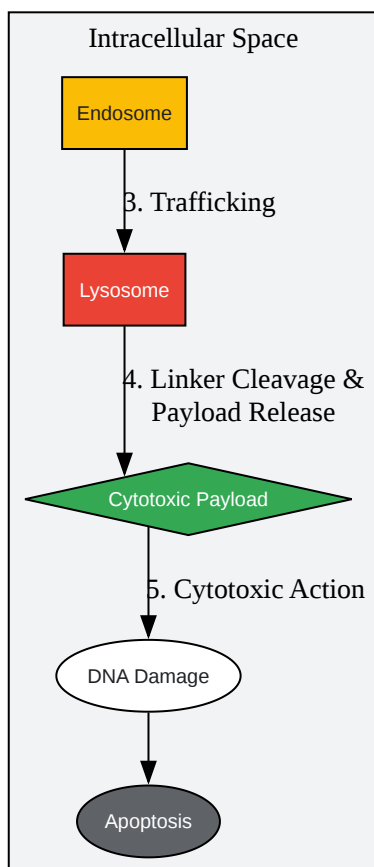 Intracellular Space
Endosome
3. Trafficking
Lysosome
4. Linker Cleavage &
Payload Release
Cytotoxic Payload
5. Cytotoxic Action
DNA Damage
Apoptosis